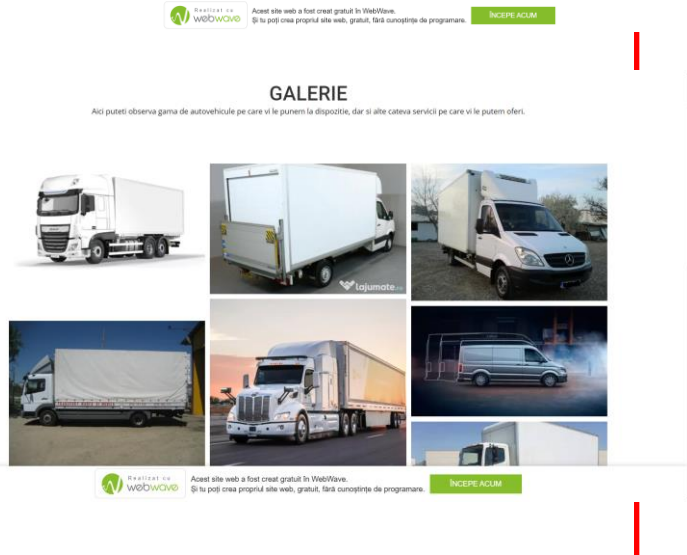 Realizat cu
webwave
Acest site web a fost creat gratuit în WebWave.
Și tu poți crea propriul site web, gratuit, fără cunoștințe de programare.
ÎNCEPE ACUM
GALERIE
Aici puteti observa gama de autovehicule pe care vi le punem la dispozitie, dar si alte cateva servicii pe care vi le putem oferi.
lajumate.ro
Realizat cu
webwave
Acest site web a fost creat gratuit în WebWave.
Și tu poți crea propriul site web, gratuit, fără cunoștințe de programare.
ÎNCEPE ACUM